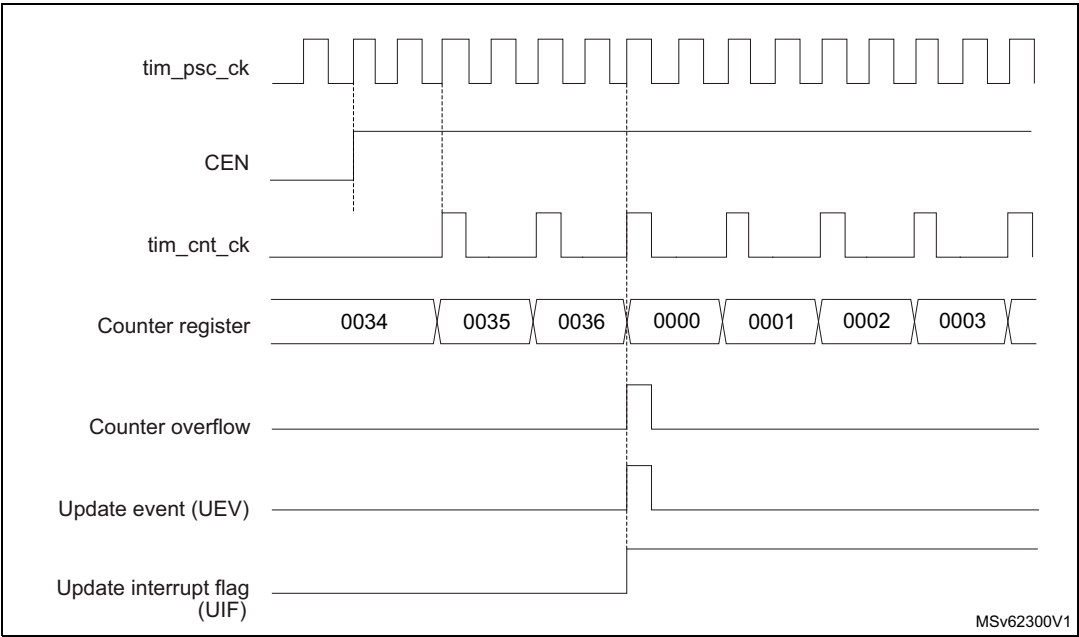 tim_psc_ck
CEN
tim_cnt_ck
Counter register
0034
0035
0036
0000
0001
0002
0003
Counter overflow
Update event (UEV)
Update interrupt flag
(UIF)
MSv62300V1